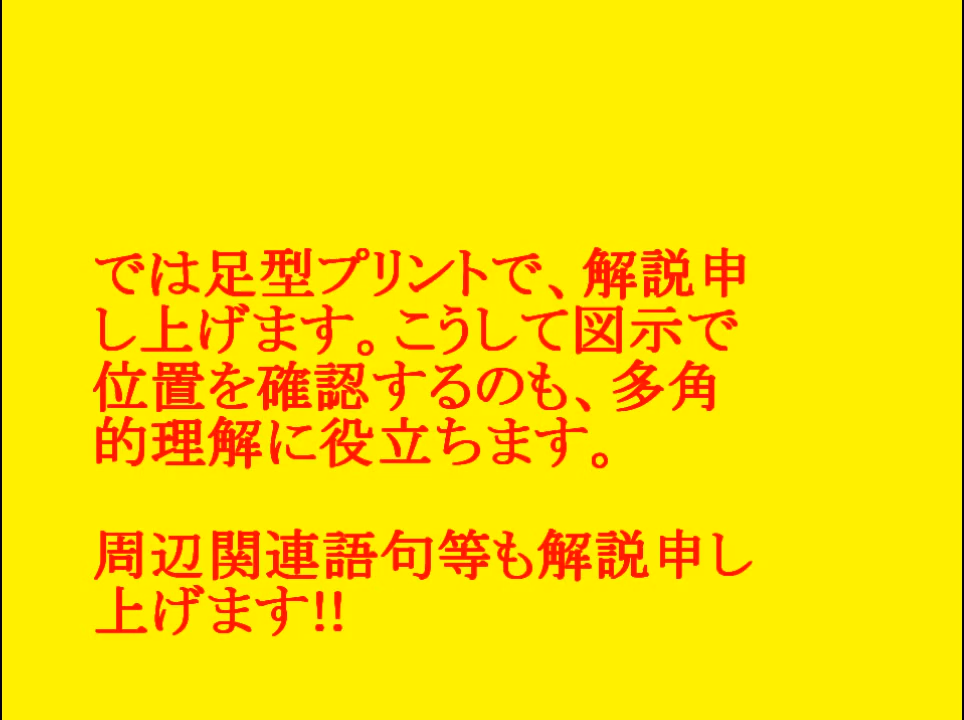 では足型プリントで、解説申
し上げます。こうして図示で
位置を確認するのも、多角
的理解に役立ちます。
周辺関連語句等も解説申し
上げます!!